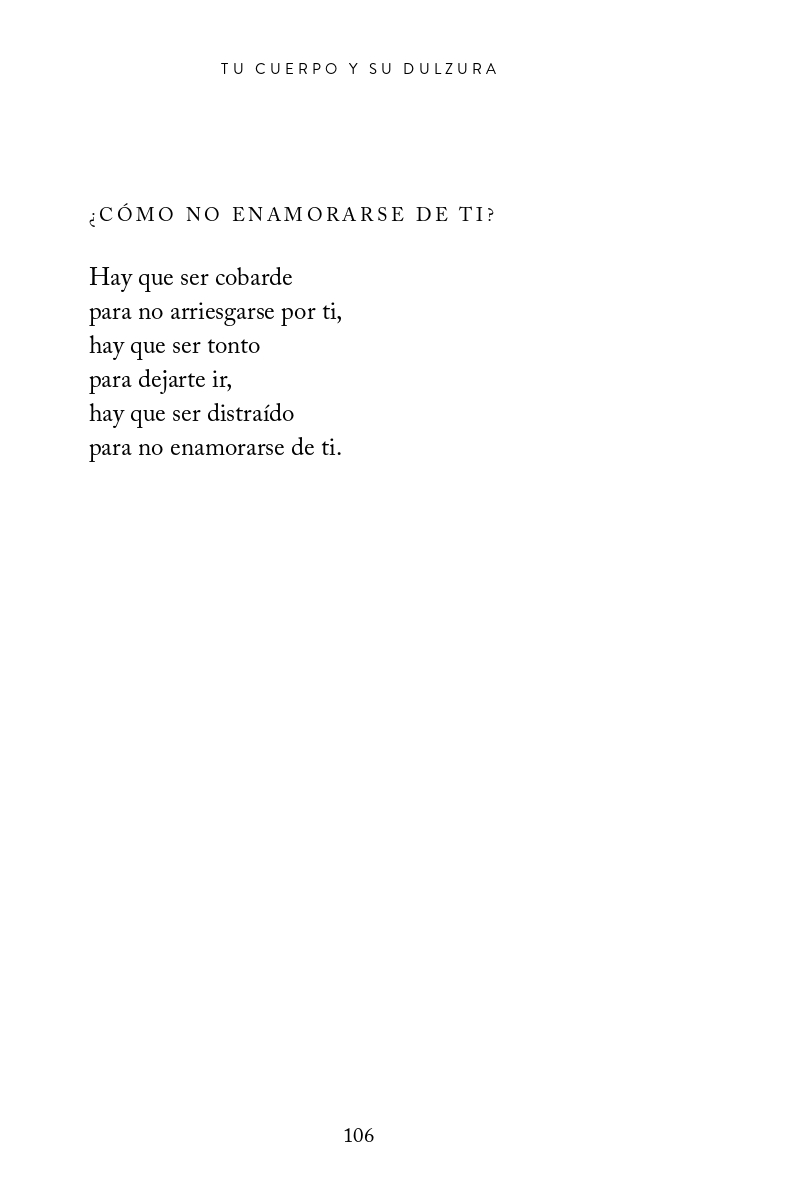 TU CUERPO Y SU DULZURA
¿CÓMO NO ENAMORARSE DE TI?
Hay que ser cobarde
para no arriesgarse por ti,
hay que ser tonto
para dejarte ir,
hay que ser distraído
para no enamorarse de ti.
106